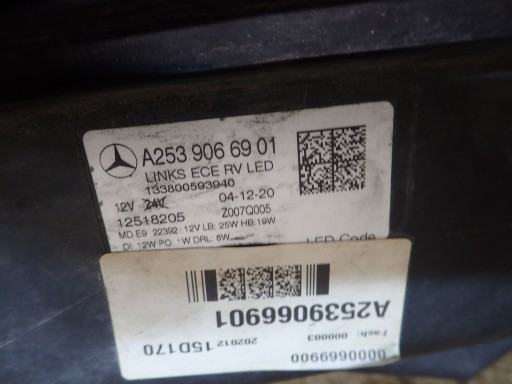 A253 906 69 01
LINKS ECE RV LED
133800593940
12V 24V 04-12-20
12518205 Z007Q005
MD E9 22392: 12V LB: 25W HB:19W
DI: 12W PO: 1W DRL: 8W
LED Code
0000669900
Fach: 000003
202012 15D170
A2539066901